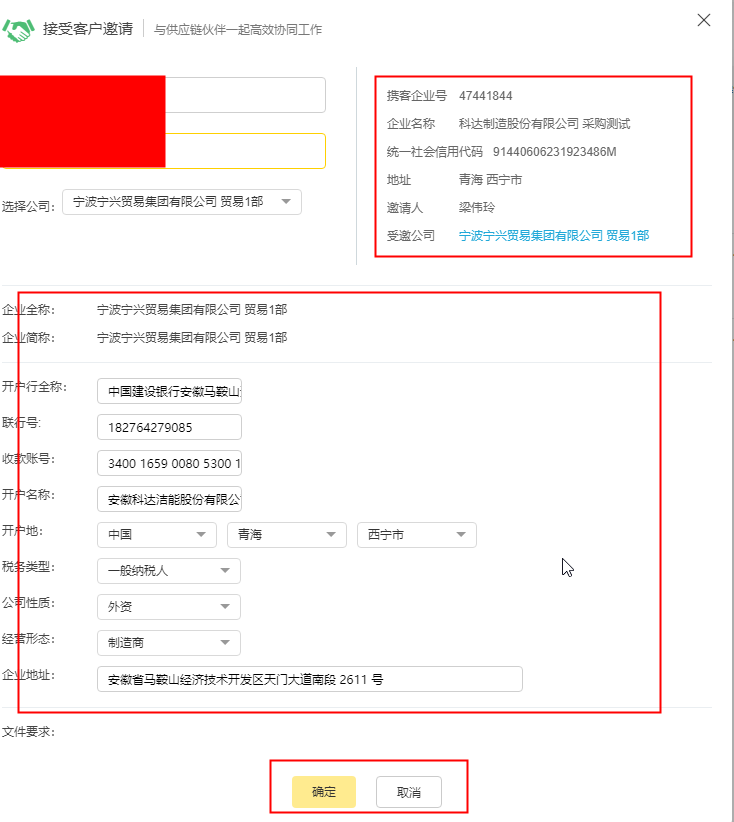 接受客户邀请 与供应链伙伴一起高效协同工作
选择公司: 宁波宁兴贸易集团有限公司 贸易1部
携客企业号 47441844
企业名称 科达制造股份有限公司 采购测试
统一社会信用代码 91440606231923486M
地址 青海 西宁市
邀请人 梁伟玲
受邀公司 宁波宁兴贸易集团有限公司 贸易1部
企业全称: 宁波宁兴贸易集团有限公司 贸易1部
企业简称: 宁波宁兴贸易集团有限公司 贸易1部
开户行全称: 中国建设银行安徽马鞍山
联行号: 182764279085
收款账号: 3400 1659 0080 5300 1
开户名称: 安徽科达洁能股份有限公
开户地: 中国 青海 西宁市
税务类型: 一般纳税人
公司性质: 外资
经营形态: 制造商
企业地址: 安徽省马鞍山经济技术开发区天门大道南段 2611 号
文件要求:
确定 取消